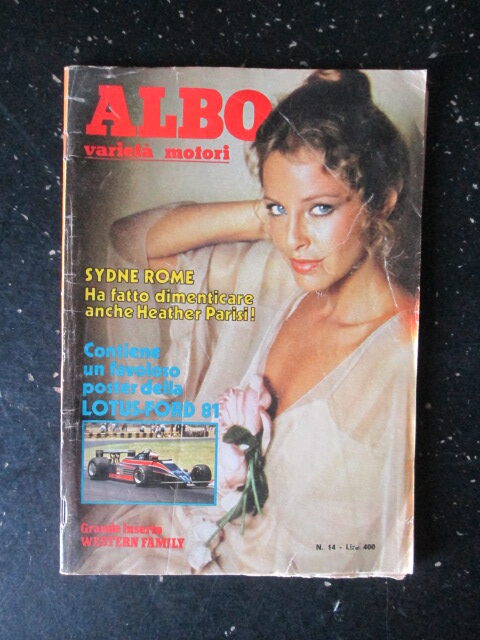 ALBO
varietà motori
SYDNE ROME
Ha fatto dimenticare
anche Heather Parisi!
Contiene
un favoloso
poster della
LOTUS-FORD 81
Grande inserto
WESTERN FAMILY
N. 14 - Lire 400